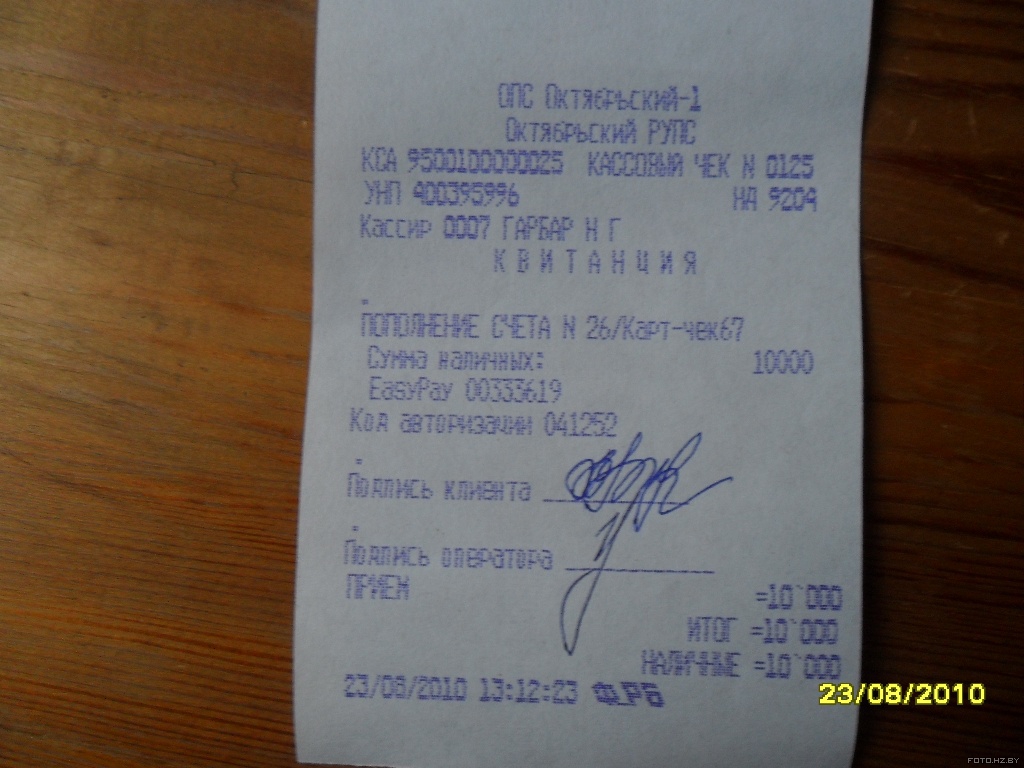 ОПС Октябрьский-1
Октябрьский РУПС
КСА 9500100000025 КАССОВЫЙ ЧЕК N 0125
УНП 400395996 НА 9204
Кассир 0007 ГАРБАР Н Г
К В И Т А Н Ц И Я
ПОПОЛНЕНИЕ СЧЕТА N 26/Карт-чек67
Сумма наличных: 10000
EasyPay 00333619
Код авторизации 041252
Подпись клиента
Подпись оператора
ПРИЕМ =10`000
ИТОГ =10`000
НАЛИЧНЫЕ =10`000
23/08/2010 13:12:23 ФРБ
23/08/2010
FOTO.HZ.BY